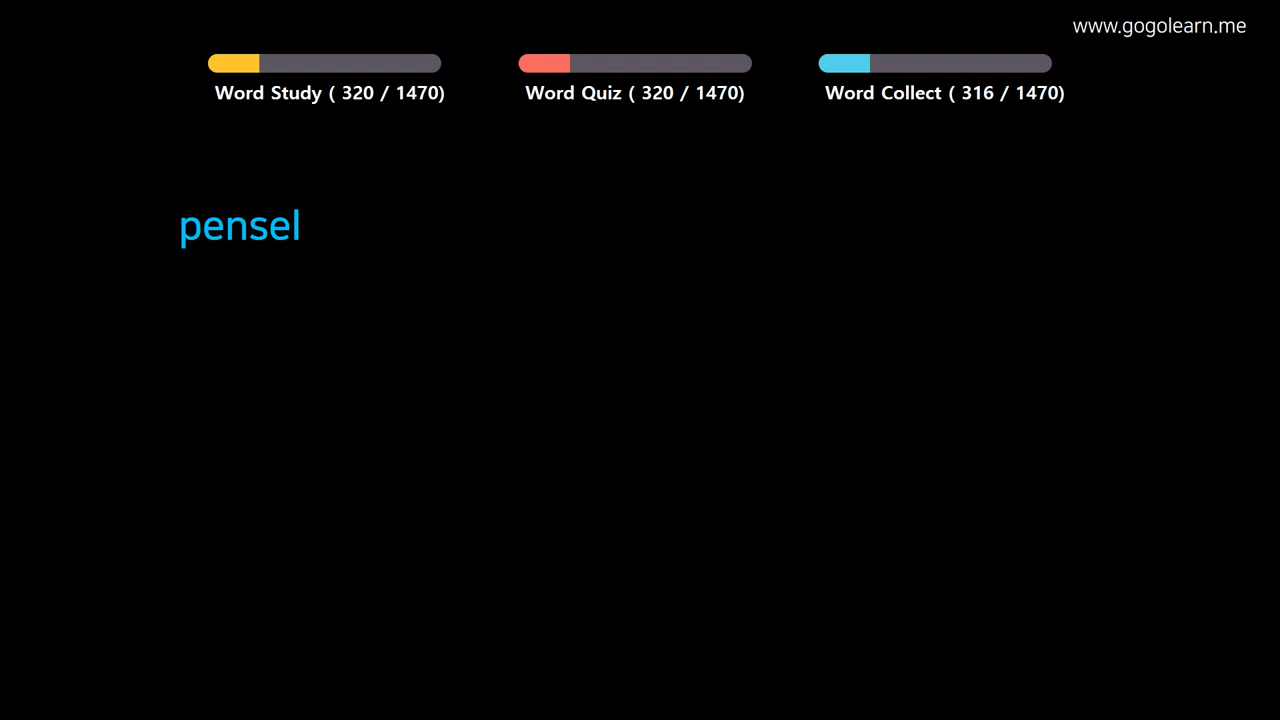 www.gogolearn.me
Word Study ( 320 / 1470)
Word Quiz ( 320 / 1470)
Word Collect ( 316 / 1470)
pensel